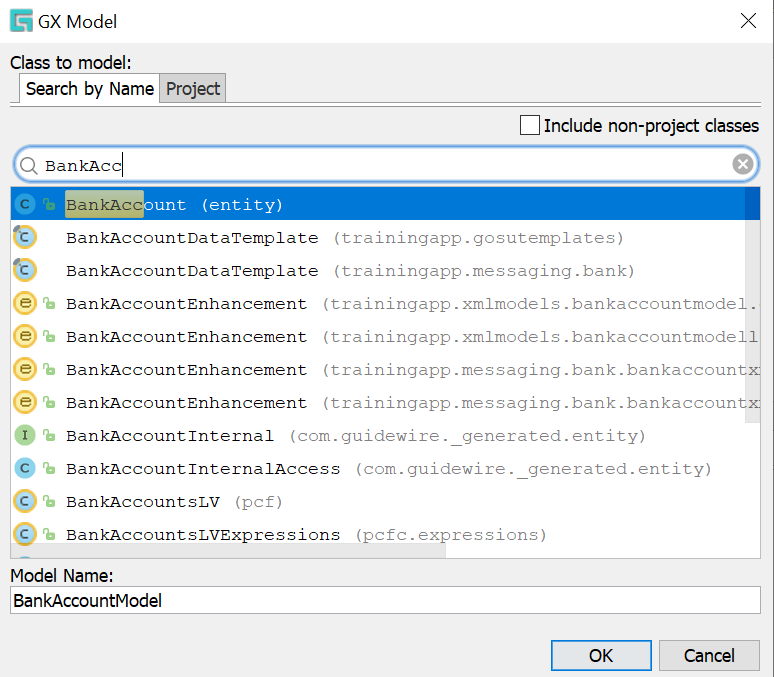 GX Model
Class to model:
Search by Name Project
Include non-project classes
BankAcc
BankAccount (entity)
BankAccountDataTemplate (trainingapp.gosutemplates)
BankAccountDataTemplate (trainingapp.messaging.bank)
BankAccountEnhancement (trainingapp.xmlmodels.bankaccountmodel.
BankAccountEnhancement (trainingapp.xmlmodels.bankaccountmodel1
BankAccountEnhancement (trainingapp.messaging.bank.bankaccountx
BankAccountEnhancement (trainingapp.messaging.bank.bankaccountx
BankAccountInternal (com.guidewire._generated.entity)
BankAccountInternalAccess (com.guidewire._generated.entity)
BankAccountsLV (pcf)
BankAccountsLVExpressions (pcfc.expressions)
Model Name:
BankAccountModel
OK Cancel